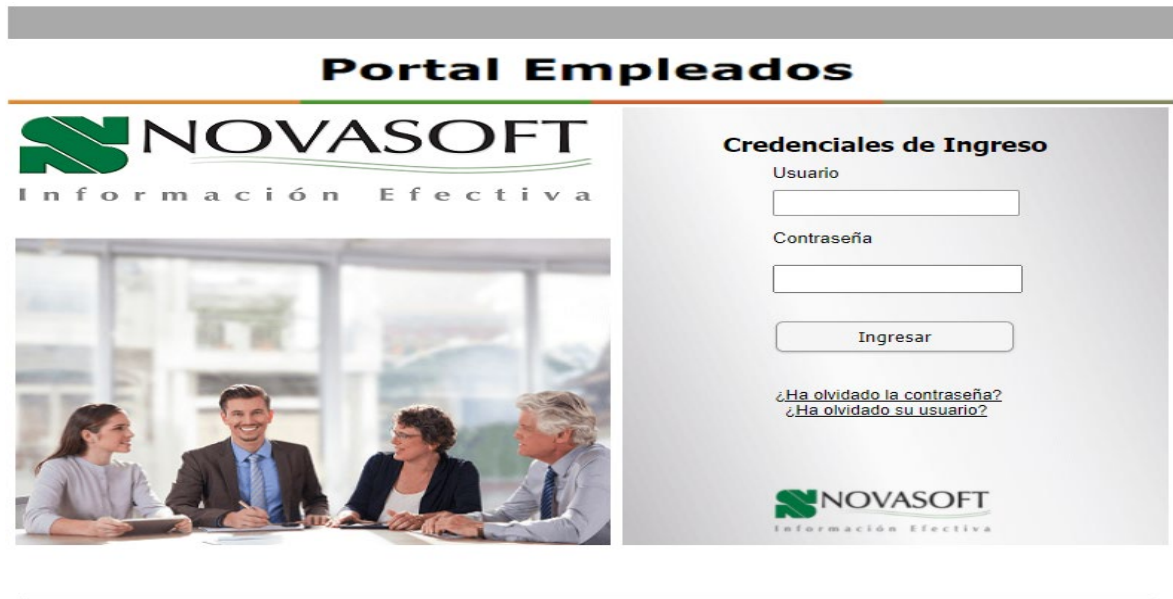 Portal Empleados
NOVASOFT
Información Efectiva
Credenciales de Ingreso
Usuario
Contraseña
Ingresar
¿Ha olvidado la contraseña?
¿Ha olvidado su usuario?
NOVASOFT
Información Efectiva